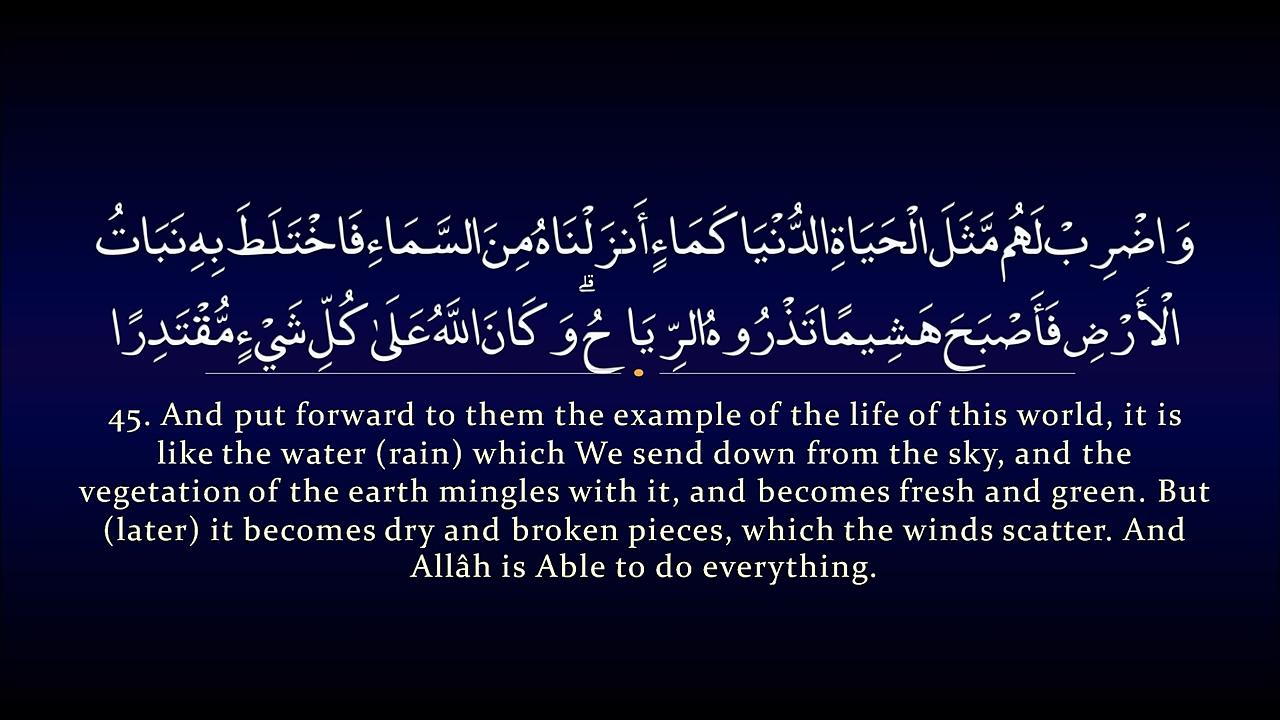 وَاضْرِبْ لَهُم مَّثَلَ الْحَيَاةِ الدُّنْيَا كَمَاءٍ أَنزَلْنَاهُ مِنَ السَّمَاءِ فَاخْتَلَطَ بِهِ نَبَاتُ
الْأَرْضِ فَأَصْبَحَ هَشِيمًا تَذْرُوهُ الرِّيَاحُ ۗ وَكَانَ اللَّهُ عَلَىٰ كُلِّ شَيْءٍ مُّقْتَدِرًا
45. And put forward to them the example of the life of this world, it is
like the water (rain) which We send down from the sky, and the
vegetation of the earth mingles with it, and becomes fresh and green. But
(later) it becomes dry and broken pieces, which the winds scatter. And
Allâh is Able to do everything.